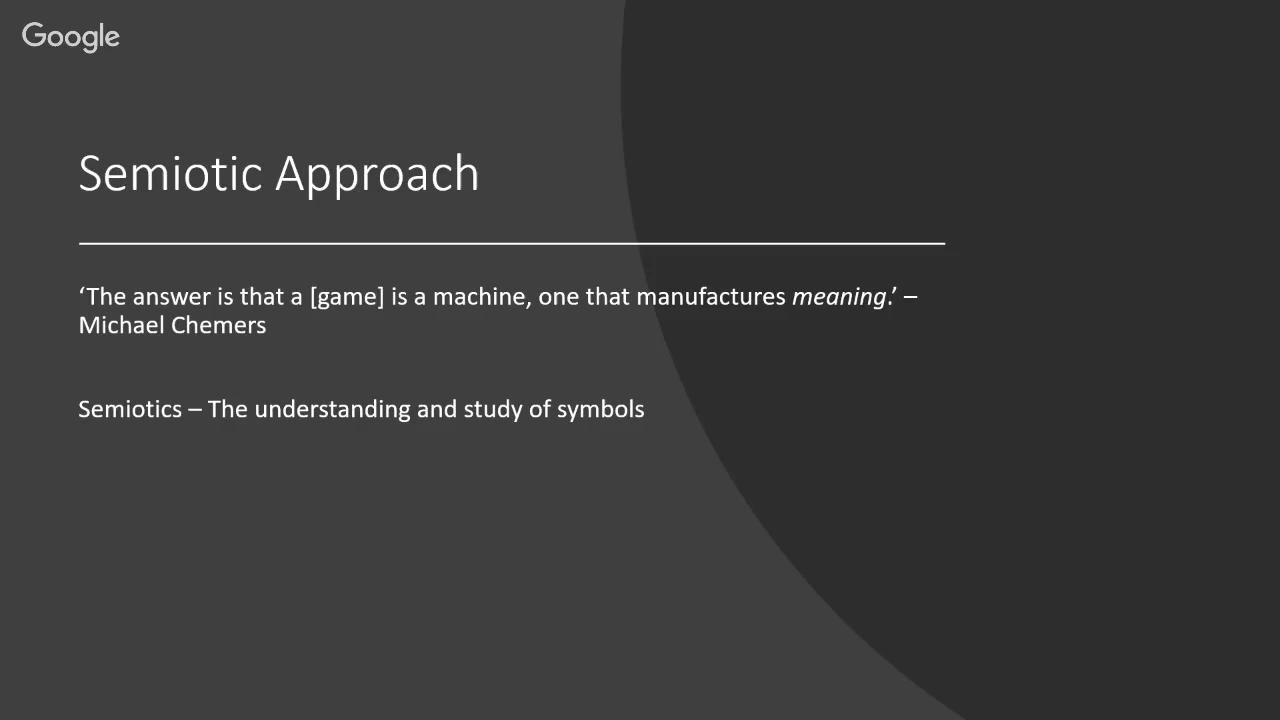 Google
Semiotic Approach
‘The answer is that a [game] is a machine, one that manufactures meaning.’ –
Michael Chemers
Semiotics – The understanding and study of symbols